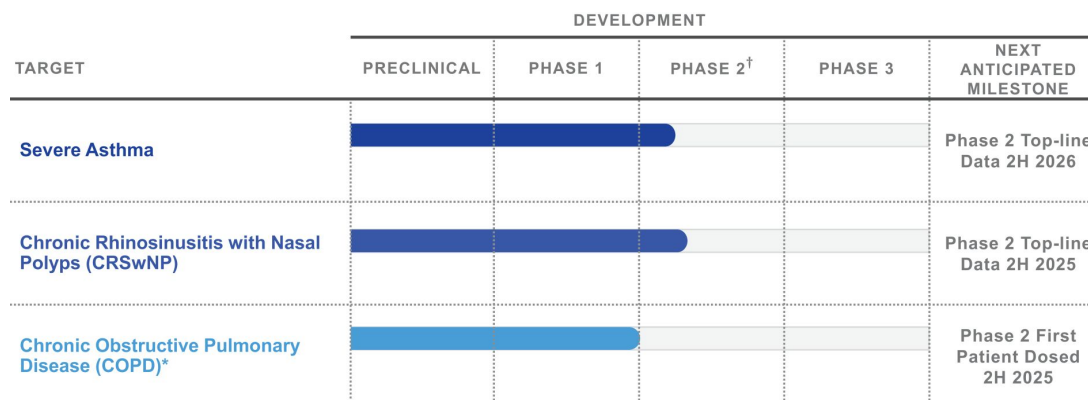 DEVELOPMENT
TARGET
PRECLINICAL
PHASE 1
PHASE 2†
PHASE 3
NEXT
ANTICIPATED
MILESTONE
Severe Asthma
Phase 2 Top-line
Data 2H 2026
Chronic Rhinosinusitis with Nasal
Polyps (CRSwNP)
Phase 2 Top-line
Data 2H 2025
Chronic Obstructive Pulmonary
Disease (COPD)*
Phase 2 First
Patient Dosed
2H 2025